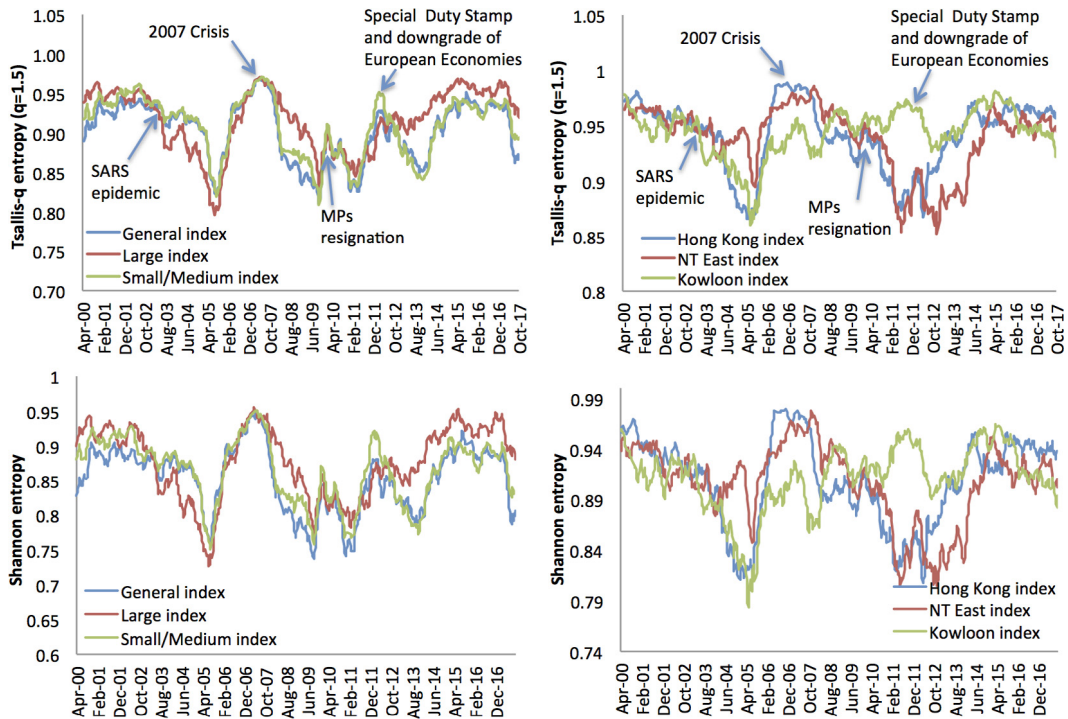 Tsallis-q entropy (q=1.5)
1.05
1.00
0.95
0.90
0.85
0.80
0.75
0.70
2007 Crisis
Special Duty Stamp
and downgrade of
European Economies
SARS
epidemic
MPs
resignation
General index
Large index
Small/Medium index
Apr-00
Feb-01
Dec-01
Oct-02
Aug-03
Jun-04
Apr-05
Feb-06
Dec-06
Oct-07
Aug-08
Jun-09
Apr-10
Feb-11
Dec-11
Oct-12
Aug-13
Jun-14
Apr-15
Feb-16
Dec-16
Oct-17
Tsallis-q entropy (q=1.5)
1.05
1
0.95
0.9
0.85
0.8
2007 Crisis
Special Duty Stamp
and downgrade of
European Economies
SARS
epidemic
MPs
resignation
Hong Kong index
NT East index
Kowloon index
Apr-00
Feb-01
Dec-01
Oct-02
Aug-03
Jun-04
Apr-05
Feb-06
Dec-06
Oct-07
Aug-08
Jun-09
Apr-10
Feb-11
Dec-11
Oct-12
Aug-13
Jun-14
Apr-15
Feb-16
Dec-16
Oct-17
Shannon entropy
1
0.95
0.9
0.85
0.8
0.75
0.7
0.65
0.6
General index
Large index
Small/Medium index
Apr-00
Feb-01
Dec-01
Oct-02
Aug-03
Jun-04
Apr-05
Feb-06
Dec-06
Oct-07
Aug-08
Jun-09
Apr-10
Feb-11
Dec-11
Oct-12
Aug-13
Jun-14
Apr-15
Feb-16
Dec-16
Shannon entropy
0.99
0.94
0.89
0.84
0.79
0.74
Hong Kong index
NT East index
Kowloon index
Apr-00
Feb-01
Dec-01
Oct-02
Aug-03
Jun-04
Apr-05
Feb-06
Dec-06
Oct-07
Aug-08
Jun-09
Apr-10
Feb-11
Dec-11
Oct-12
Aug-13
Jun-14
Apr-15
Feb-16
Dec-16